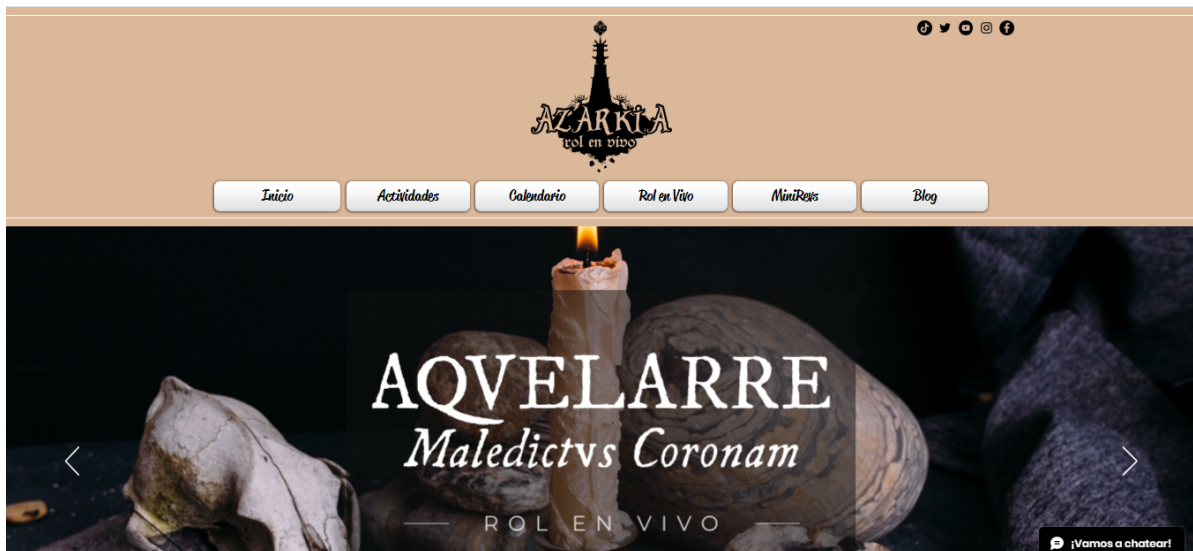 AZARKIA
rol en vivo
Inicio
Actividades
Calendario
Rol en Vivo
MiniRevs
Blog
AQVELARRE
Maledictvs Coronam
ROL EN VIVO
¡Vamos a chatear!